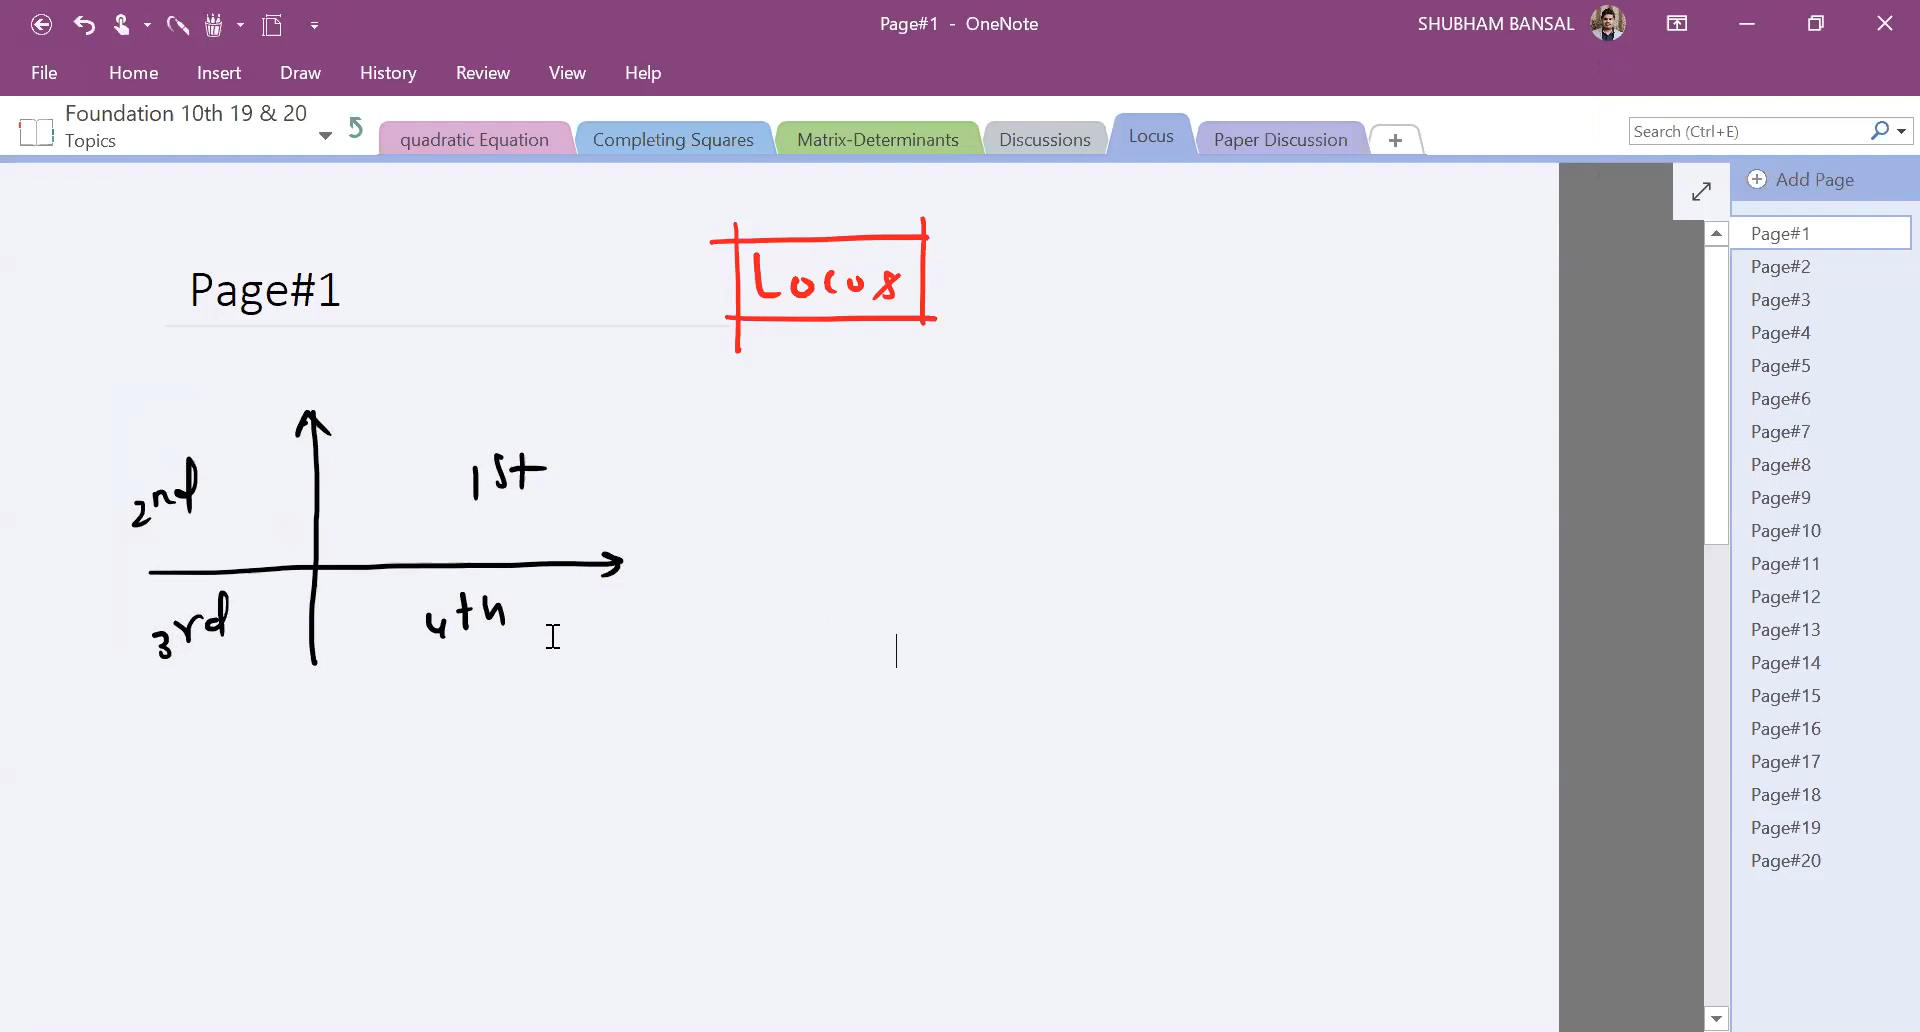 Page#1 - OneNote
SHUBHAM BANSAL
File Home Insert Draw History Review View Help
Foundation 10th 19 & 20
Topics
quadratic Equation
Completing Squares
Matrix-Determinants
Discussions
Locus
Paper Discussion
Search (Ctrl+E)
Add Page
Page#1
Locus
2nd
1st
3rd
4th
Page#1
Page#2
Page#3
Page#4
Page#5
Page#6
Page#7
Page#8
Page#9
Page#10
Page#11
Page#12
Page#13
Page#14
Page#15
Page#16
Page#17
Page#18
Page#19
Page#20